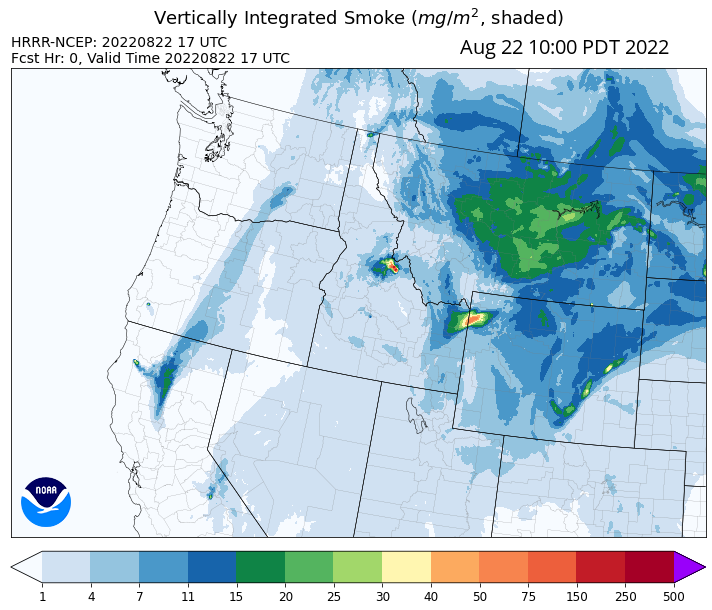 Vertically Integrated Smoke (mg/m², shaded)
HRRR-NCEP: 20220822 17 UTC
Fcst Hr: 0, Valid Time 20220822 17 UTC
Aug 22 10:00 PDT 2022
NOAA
1 4 7 11 15 20 25 30 40 50 75 150 250 500